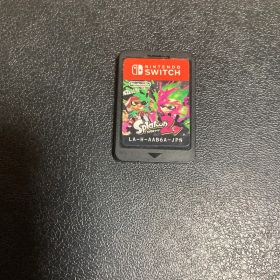 NINTENDO
SWITCH
Splatoon 2
LA-H-AAB6A-JPN